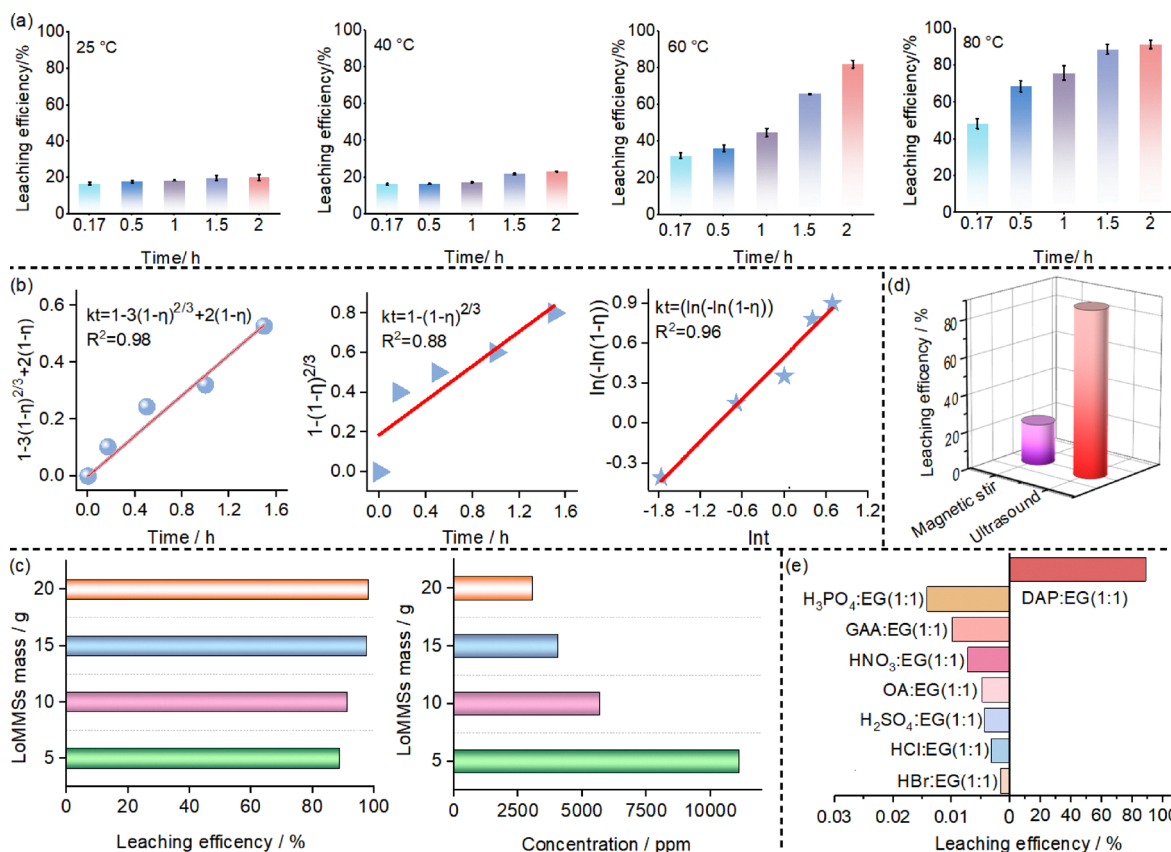 (a)
Leaching efficiency/%
25 °C
100
80
60
40
20
0
0.17 0.5 1 1.5 2
Time/ h
Leaching efficiency/%
40 °C
100
80
60
40
20
0
0.17 0.5 1 1.5 2
Time/ h
Leaching efficiency/%
60 °C
100
80
60
40
20
0
0.17 0.5 1 1.5 2
Time/ h
Leaching efficiency/%
80 °C
100
80
60
40
20
0
0.17 0.5 1 1.5 2
Time/ h
(b)
1-3(1-η)^2/3+2(1-η)
kt=1-3(1-η)^2/3+2(1-η)
R²=0.98
0.6
0.4
0.2
0.0
0.0 0.4 0.8 1.2 1.6
Time / h
1-(1-η)^2/3
kt=1-(1-η)^2/3
R²=0.88
0.8
0.6
0.4
0.2
0.0
0.0 0.4 0.8 1.2 1.6
Time / h
ln(-ln(1-η))
kt=(ln(-ln(1-η))
R²=0.96
0.9
0.6
0.3
0.0
-0.3
-1.8 -1.2 -0.6 0.0 0.6 1.2
Int
(d)
Leaching efficency / %
80
60
40
20
0
Magnetic stir
Ultrasound
(c)
LoMMSs mass / g
20
15
10
5
0 20 40 60 80 100
Leaching efficency / %
LoMMSs mass / g
20
15
10
5
0 2500 5000 7500 10000
Concentration / ppm
(e)
DAP:EG(1:1)
H₃PO₄:EG(1:1)
GAA:EG(1:1)
HNO₃:EG(1:1)
OA:EG(1:1)
H₂SO₄:EG(1:1)
HCl:EG(1:1)
HBr:EG(1:1)
0.03 0.02 0.01 0 20 40 60 80 100
Leaching efficency / %